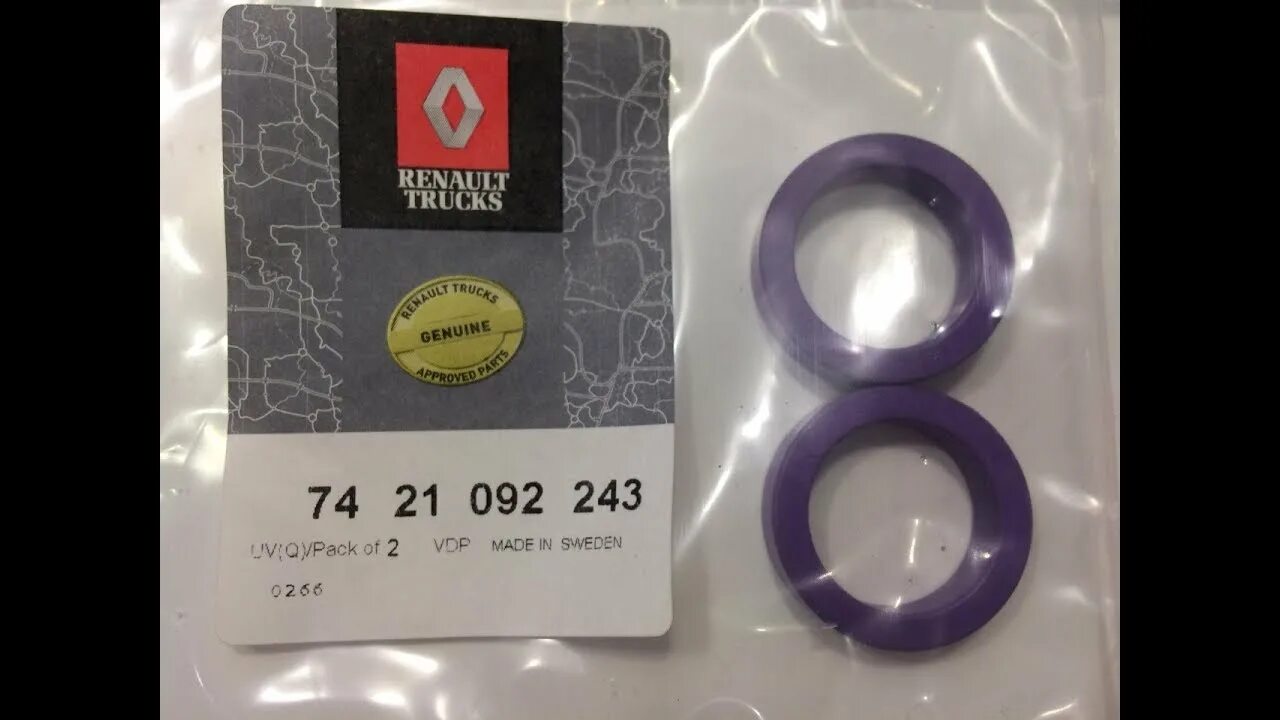 RENAULT
TRUCKS
RENAULT TRUCKS
GENUINE
APPROVED PARTS
74 21 092 243
UV(Q)/Pack of 2 VDP MADE IN SWEDEN
0266